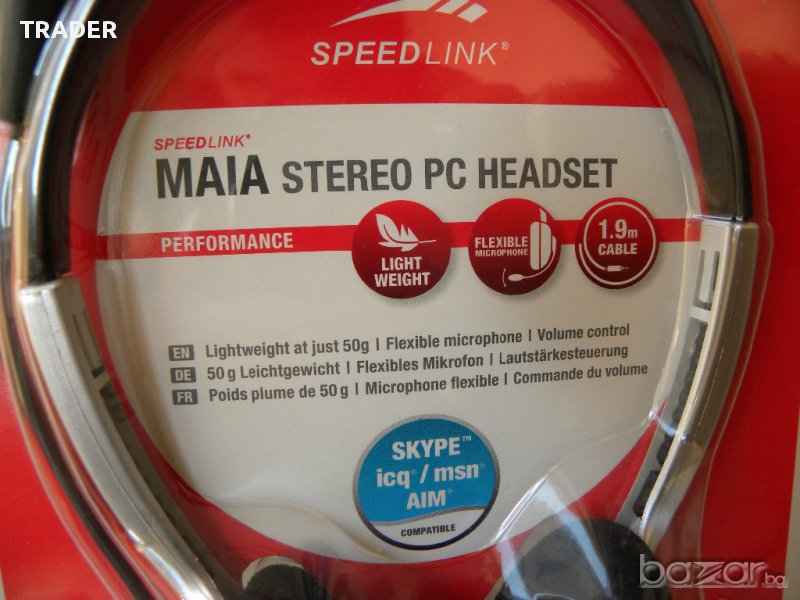 TRADER
SPEEDLINK®
SPEEDLINK®
MAIA STEREO PC HEADSET
PERFORMANCE
LIGHT
WEIGHT
FLEXIBLE
MICROPHONE
1.9m
CABLE
EN Lightweight at just 50g | Flexible microphone | Volume control
DE 50 g Leichtgewicht | Flexibles Mikrofon | Lautstärkesteuerung
FR Poids plume de 50 g | Microphone flexible | Commande du volume
SKYPE™
icq® / msn®
AIM®
COMPATIBLE
bazar.bg